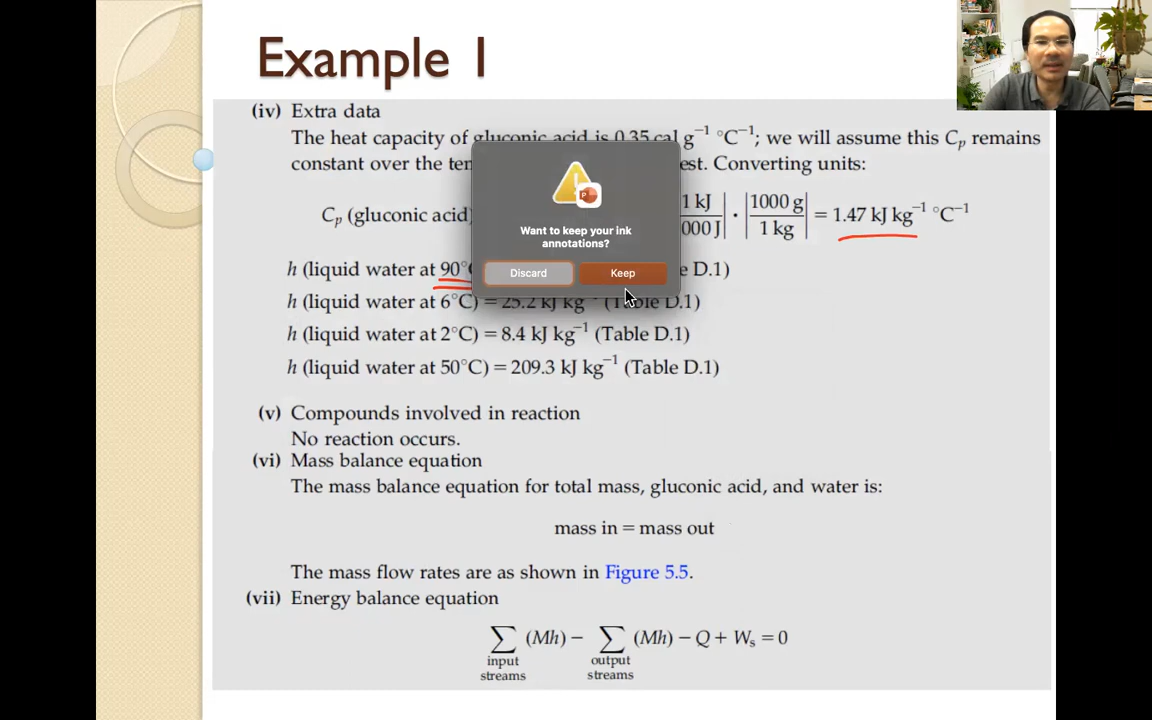 Example 1
(iv) Extra data
The heat capacity of gluconic acid is 0.35 cal g⁻¹ °C⁻¹; we will assume this Cp remains
constant over the est. Converting units:
Cp (gluconic acid) 1 kJ / 000 J · 1000 g / 1 kg = 1.47 kJ kg⁻¹ °C⁻¹
Want to keep your ink
annotations?
Discard Keep
h (liquid water at 90° e D.1)
h (liquid water at 6°C) = 25.2 kJ kg⁻¹ (Table D.1)
h (liquid water at 2°C) = 8.4 kJ kg⁻¹ (Table D.1)
h (liquid water at 50°C) = 209.3 kJ kg⁻¹ (Table D.1)
(v) Compounds involved in reaction
No reaction occurs.
(vi) Mass balance equation
The mass balance equation for total mass, gluconic acid, and water is:
mass in = mass out
The mass flow rates are as shown in Figure 5.5.
(vii) Energy balance equation
∑ (Mh) − ∑ (Mh) − Q + Ws = 0
input output
streams streams